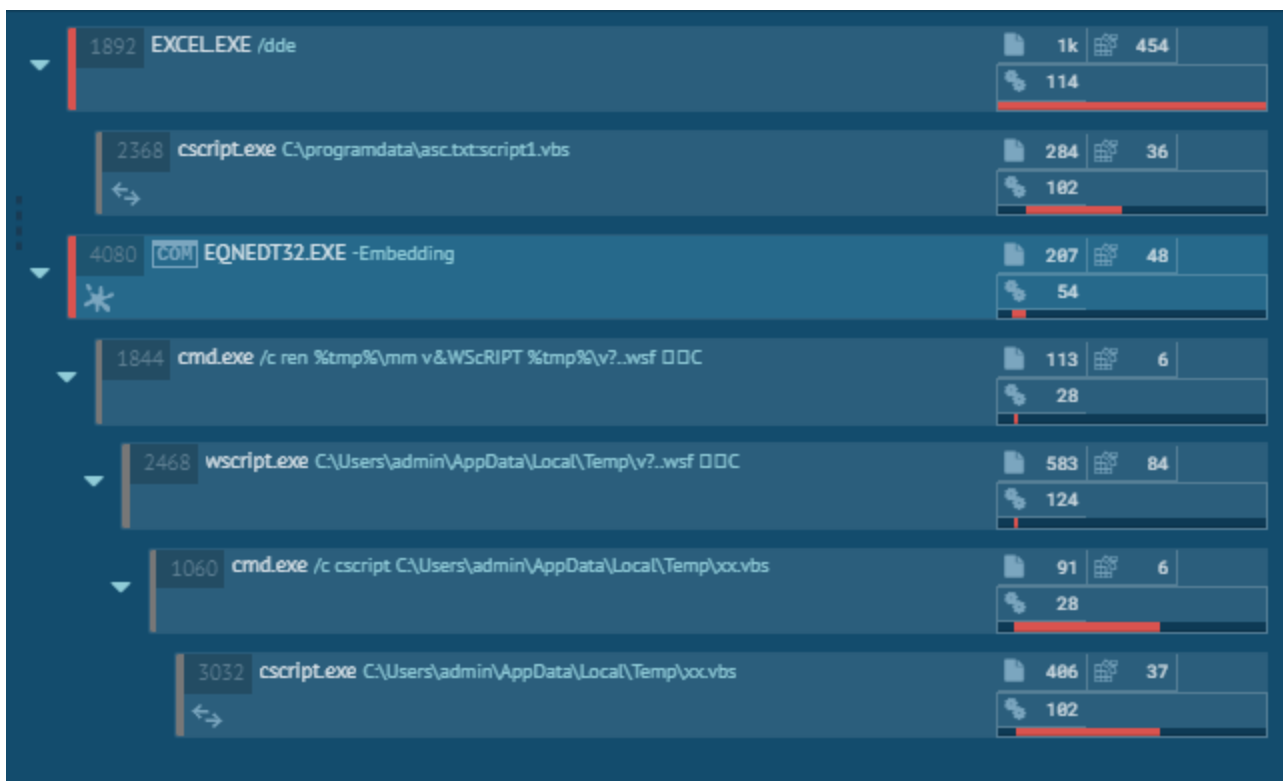 1892 EXCEL.EXE /dde 1k 454
114
2368 cscript.exe C:\programdata\asc.txt:script1.vbs 284 36
102
4080 COM EQNEDT32.EXE -Embedding 207 48
54
1844 cmd.exe /c ren %tmp%\mm v&WScRIPT %tmp%\v?..wsf □□C 113 6
28
2468 wscript.exe C:\Users\admin\AppData\Local\Temp\v?..wsf □□C 583 84
124
1060 cmd.exe /c cscript C:\Users\admin\AppData\Local\Temp\xx.vbs 91 6
28
3032 cscript.exe C:\Users\admin\AppData\Local\Temp\xx.vbs 406 37
102